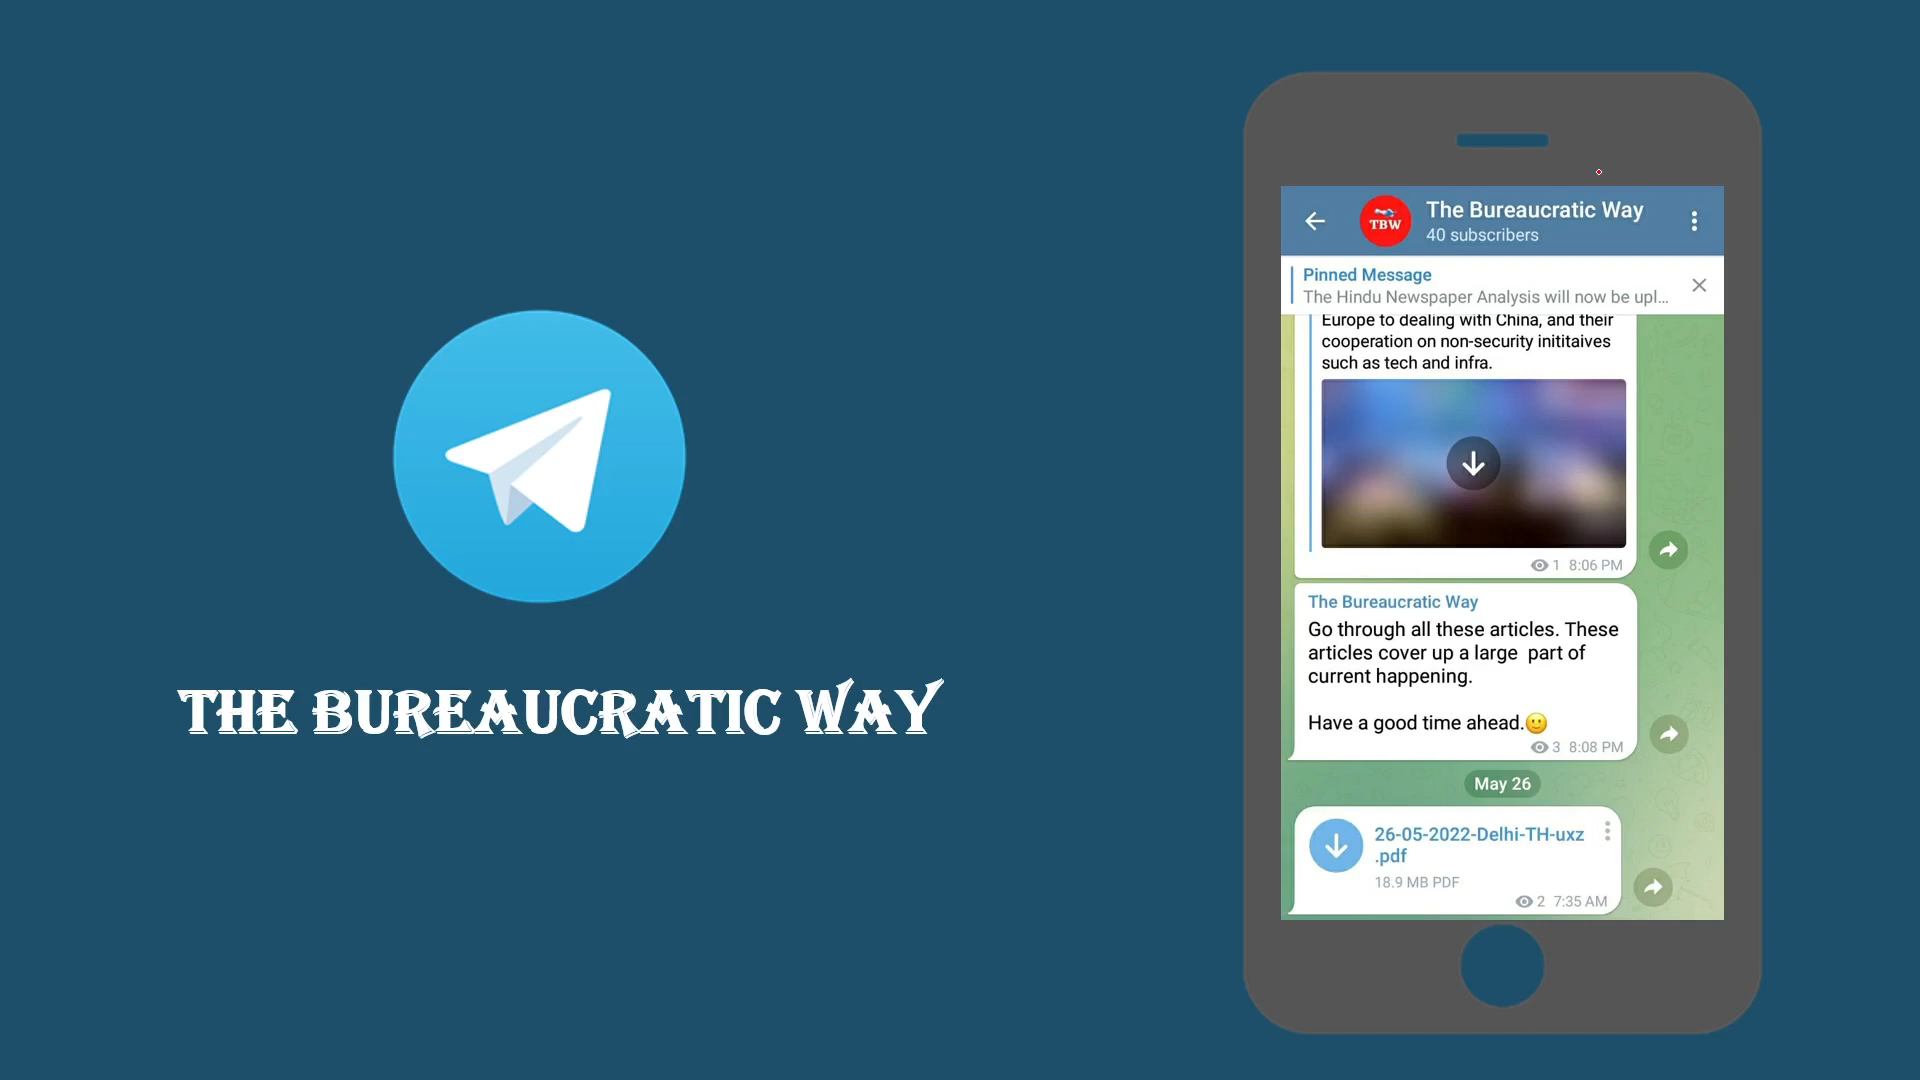 THE BUREAUCRATIC WAY
TBW
The Bureaucratic Way
40 subscribers
Pinned Message
The Hindu Newspaper Analysis will now be upl...
Europe to dealing with China, and their
cooperation on non-security inititaives
such as tech and infra.
1 8:06 PM
The Bureaucratic Way
Go through all these articles. These
articles cover up a large part of
current happening.
Have a good time ahead.🙂
3 8:08 PM
May 26
26-05-2022-Delhi-TH-uxz
.pdf
18.9 MB PDF
2 7:35 AM